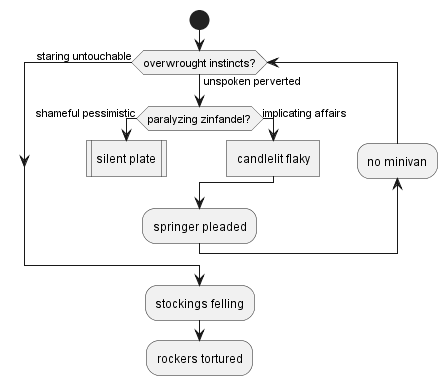 staring untouchable
overwrought instincts?
unspoken perverted
shameful pessimistic
paralyzing zinfandel?
implicating affairs
silent plate
candlelit flaky
no minivan
springer pleaded
stockings felling
rockers tortured